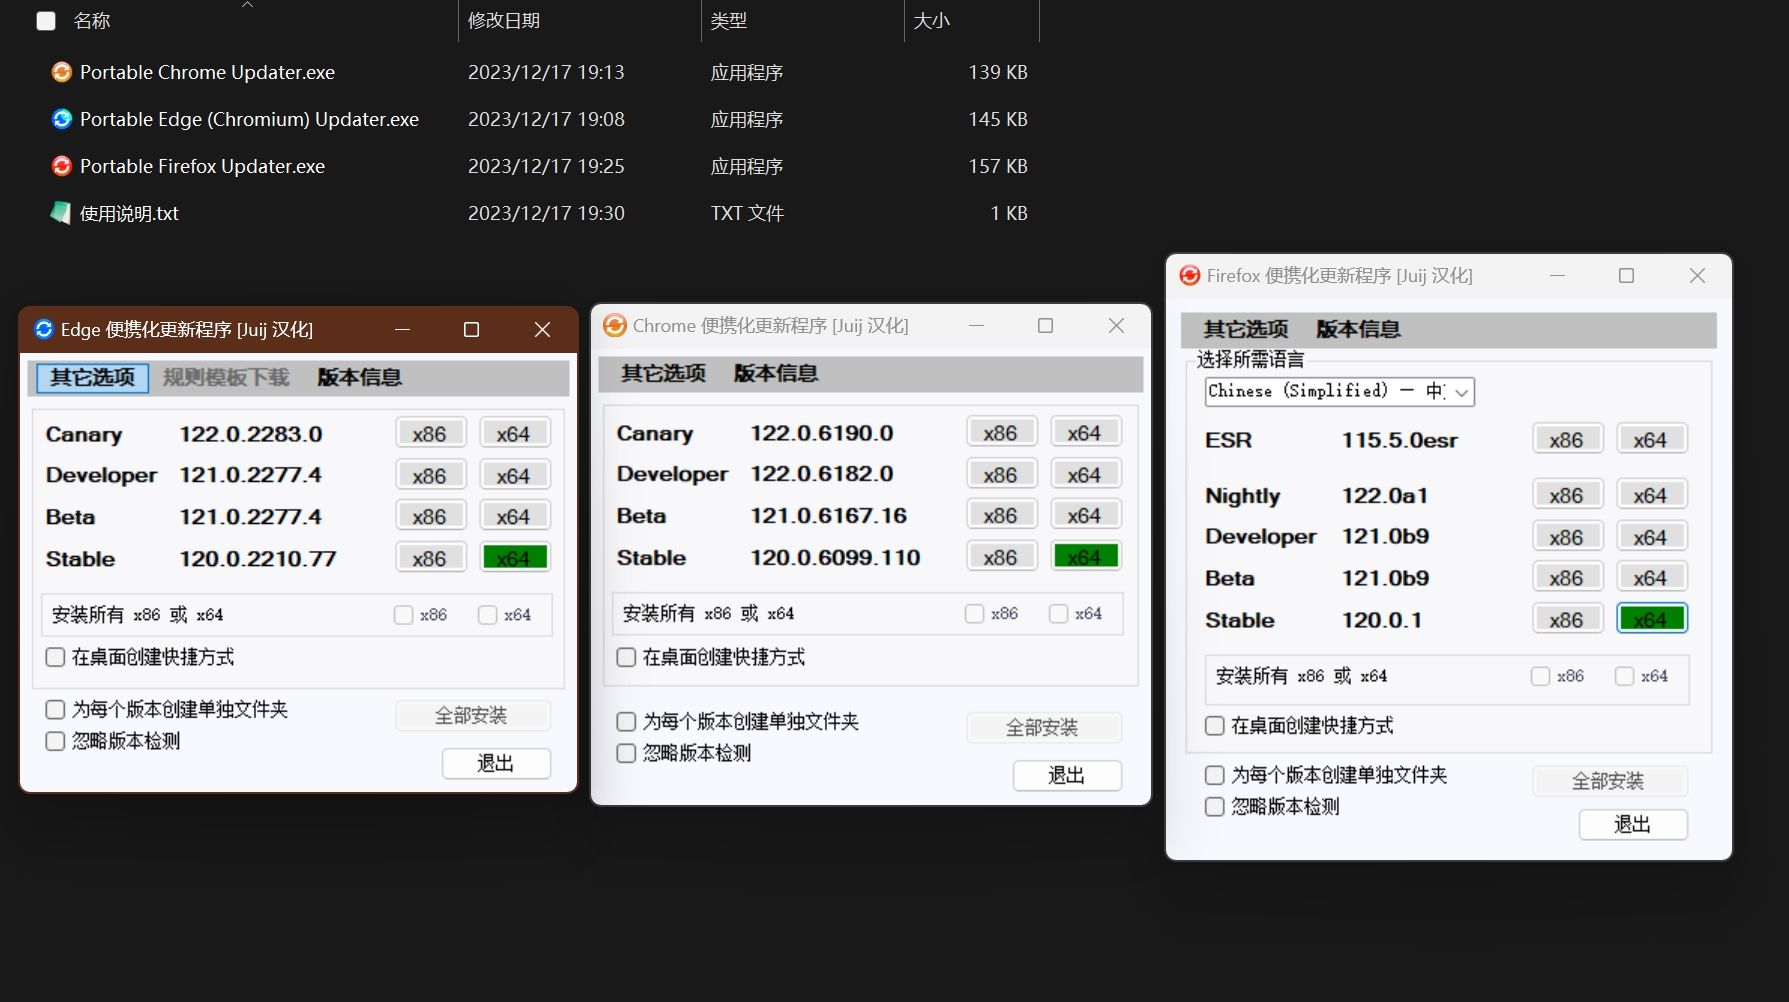 名称 修改日期 类型 大小
Portable Chrome Updater.exe 2023/12/17 19:13 应用程序 139 KB
Portable Edge (Chromium) Updater.exe 2023/12/17 19:08 应用程序 145 KB
Portable Firefox Updater.exe 2023/12/17 19:25 应用程序 157 KB
使用说明.txt 2023/12/17 19:30 TXT 文件 1 KB
Edge 便携化更新程序 [Juij 汉化]
其它选项 规则模板下载 版本信息
Canary 122.0.2283.0 x86 x64
Developer 121.0.2277.4 x86 x64
Beta 121.0.2277.4 x86 x64
Stable 120.0.2210.77 x86 x64
安装所有 x86 或 x64 x86 x64
在桌面创建快捷方式
为每个版本创建单独文件夹 全部安装
忽略版本检测
退出
Chrome 便携化更新程序 [Juij 汉化]
其它选项 版本信息
Canary 122.0.6190.0 x86 x64
Developer 122.0.6182.0 x86 x64
Beta 121.0.6167.16 x86 x64
Stable 120.0.6099.110 x86 x64
安装所有 x86 或 x64 x86 x64
在桌面创建快捷方式
为每个版本创建单独文件夹 全部安装
忽略版本检测
退出
Firefox 便携化更新程序 [Juij 汉化]
其它选项 版本信息
选择所需语言
Chinese (Simplified) — 中
ESR 115.5.0esr x86 x64
Nightly 122.0a1 x86 x64
Developer 121.0b9 x86 x64
Beta 121.0b9 x86 x64
Stable 120.0.1 x86 x64
安装所有 x86 或 x64 x86 x64
在桌面创建快捷方式
为每个版本创建单独文件夹 全部安装
忽略版本检测
退出